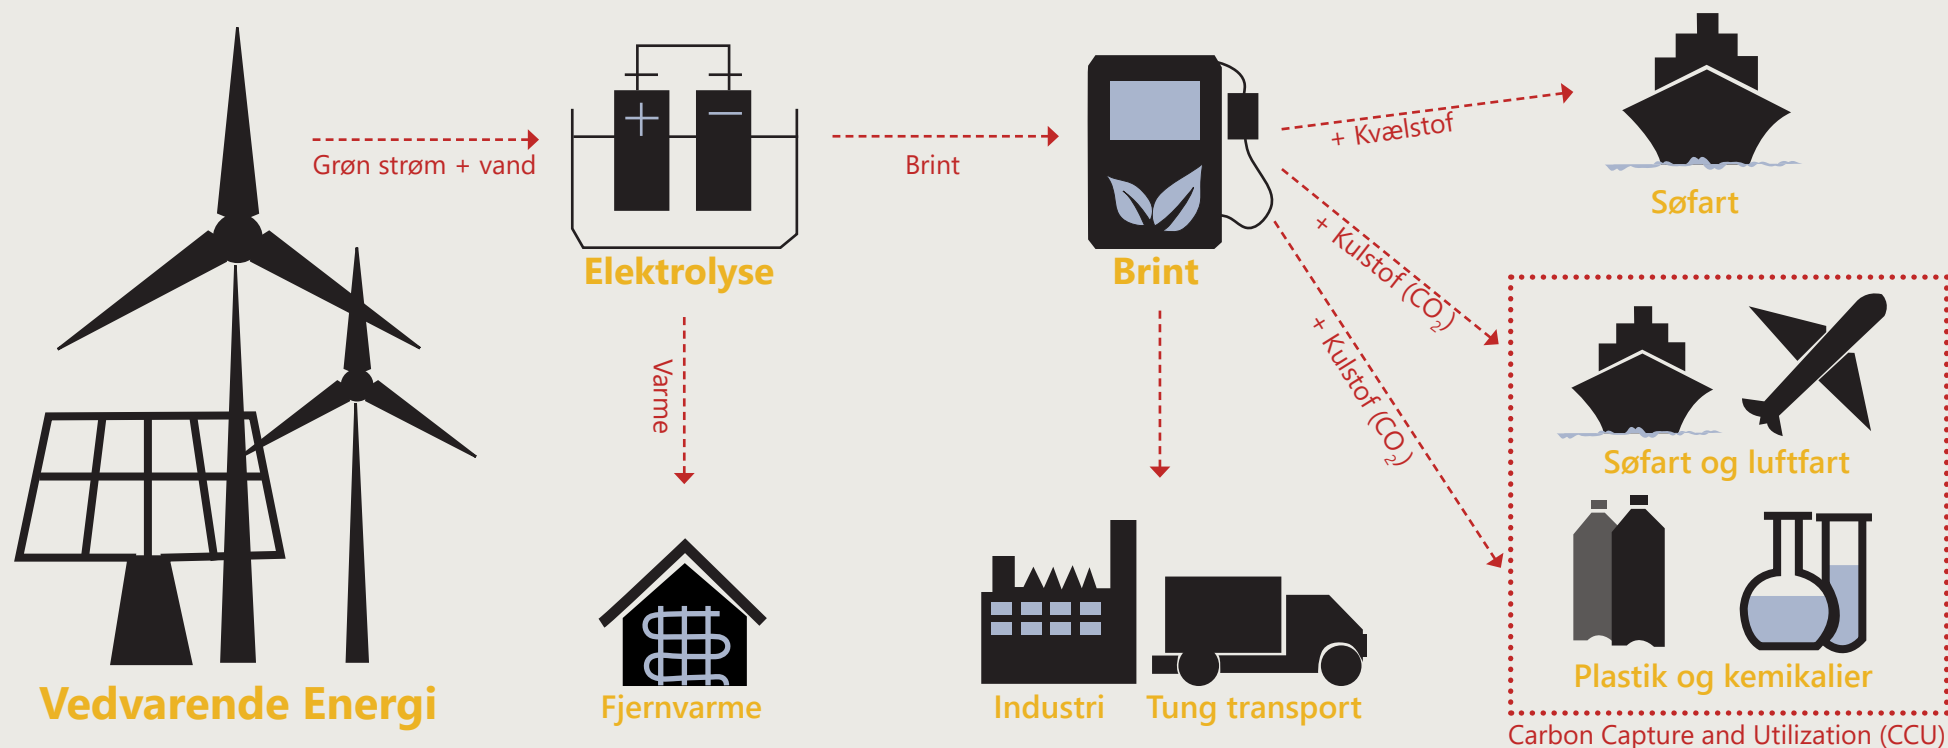 Grøn strøm + vand
Brint
+ Kvælstof
Søfart
+ Kulstof (CO₂)
+ Kulstof (CO₂)
Elektrolyse
Brint
Varme
Søfart og luftfart
Plastik og kemikalier
Vedvarende Energi
Fjernvarme
Industri
Tung transport
Carbon Capture and Utilization (CCU)